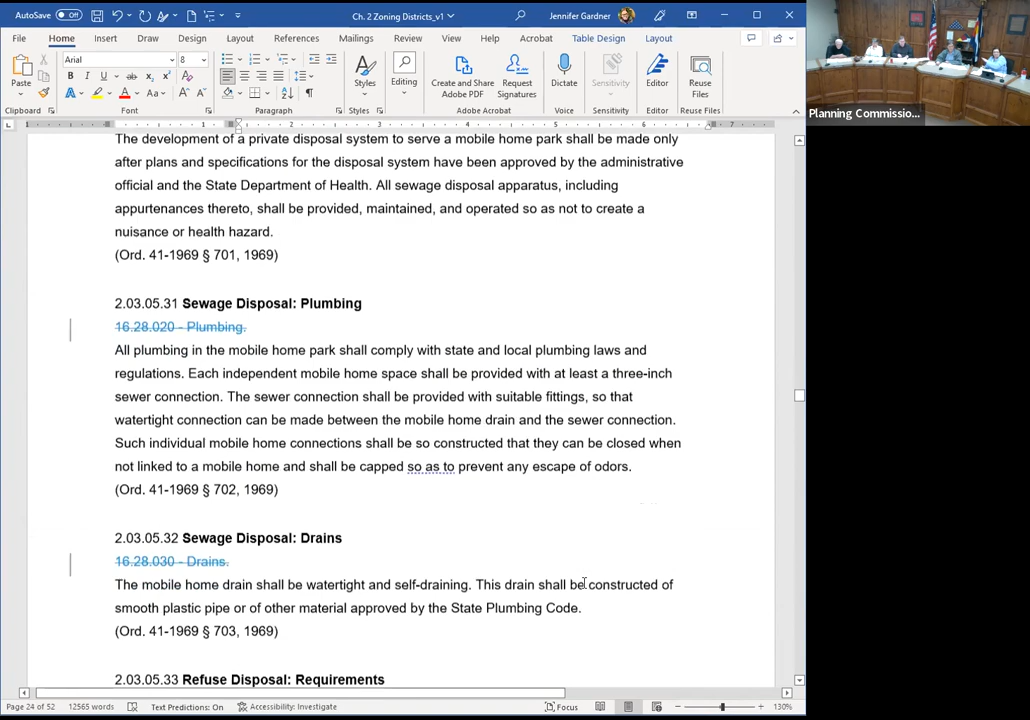 AutoSave Off Ch. 2 Zoning Districts_v1 Jennifer Gardner
File Home Insert Draw Design Layout References Mailings Review View Help Acrobat Table Design Layout
Arial 8
Paste B I U ab x₂ x² A Aa A A
Styles Editing Create and Share Adobe PDF Request Signatures Dictate Sensitivity Editor Reuse Files
Clipboard Font Paragraph Styles Adobe Acrobat Voice Sensitivity Editor Reuse Files
Planning Commissio...
1 1 2 3 4 5 6 7
The development of a private disposal system to serve a mobile home park shall be made only
after plans and specifications for the disposal system have been approved by the administrative
official and the State Department of Health. All sewage disposal apparatus, including
appurtenances thereto, shall be provided, maintained, and operated so as not to create a
nuisance or health hazard.
(Ord. 41-1969 § 701, 1969)
2.03.05.31 Sewage Disposal: Plumbing
16.28.020 - Plumbing.
All plumbing in the mobile home park shall comply with state and local plumbing laws and
regulations. Each independent mobile home space shall be provided with at least a three-inch
sewer connection. The sewer connection shall be provided with suitable fittings, so that
watertight connection can be made between the mobile home drain and the sewer connection.
Such individual mobile home connections shall be so constructed that they can be closed when
not linked to a mobile home and shall be capped so as to prevent any escape of odors.
(Ord. 41-1969 § 702, 1969)
2.03.05.32 Sewage Disposal: Drains
16.28.030 - Drains.
The mobile home drain shall be watertight and self-draining. This drain shall be constructed of
smooth plastic pipe or of other material approved by the State Plumbing Code.
(Ord. 41-1969 § 703, 1969)
2.03.05.33 Refuse Disposal: Requirements
Page 24 of 52 12565 words Text Predictions: On Accessibility: Investigate Focus 130%